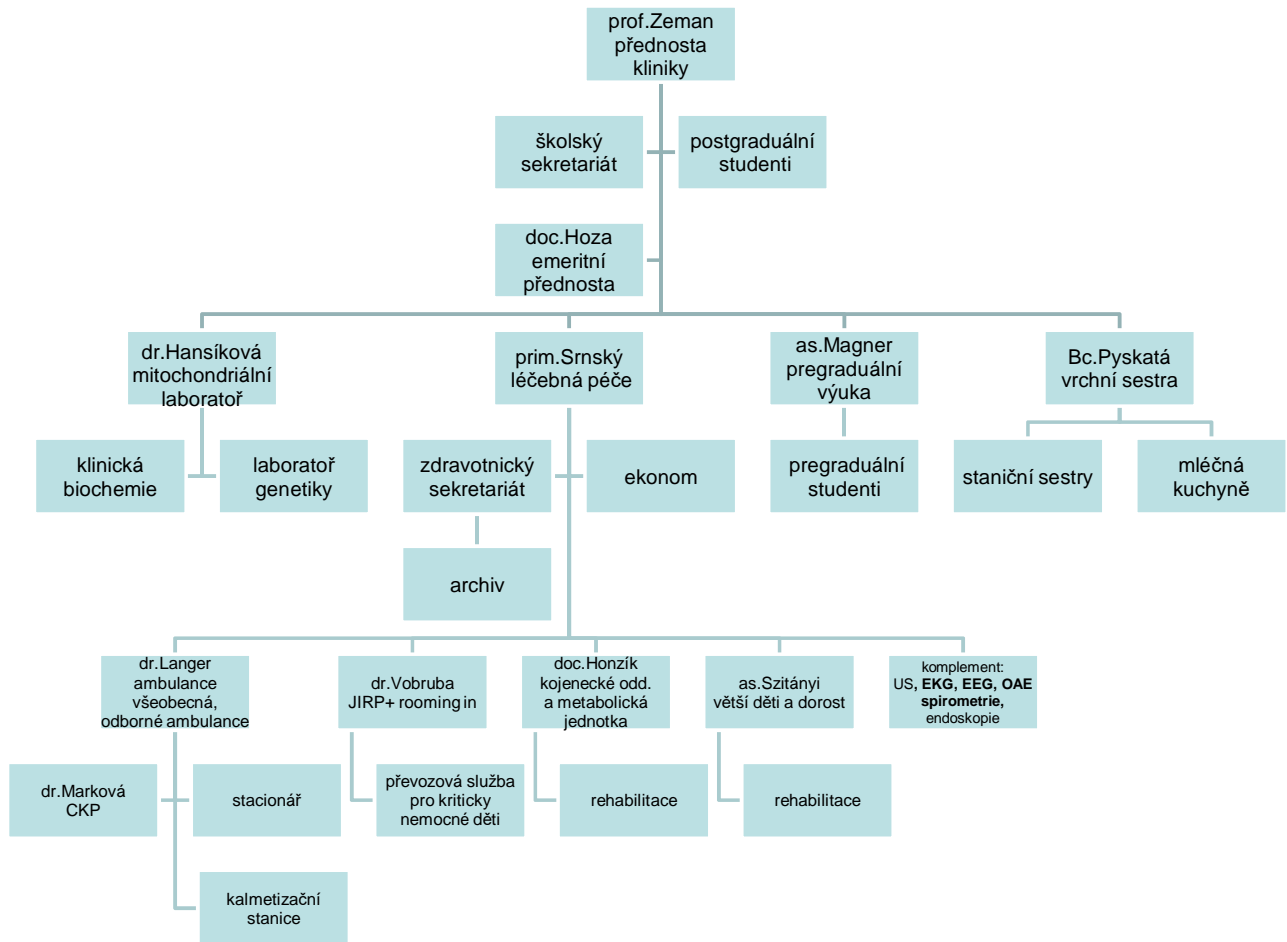 prof.Zeman
přednosta
kliniky
školský
sekretariát
postgraduální
studenti
doc.Hoza
emeritní
přednosta
dr.Hansíková
mitochondriální
laboratoř
prim.Srnský
léčebná péče
as.Magner
pregraduální
výuka
Bc.Pyskatá
vrchní sestra
klinická
biochemie
laboratoř
genetiky
zdravotnický
sekretariát
ekonom
pregraduální
studenti
staniční sestry
mléčná
kuchyně
archiv
dr.Langer
ambulance
všeobecná,
odborné ambulance
dr.Vobruba
JIRP+ rooming in
doc.Honzík
kojenecké odd.
a metabolická
jednotka
as.Szitányi
větší děti a dorost
komplement:
US, EKG, EEG, OAE
spirometrie,
endoskopie
dr.Marková
CKP
stacionář
převozová služba
pro kriticky
nemocné děti
rehabilitace
rehabilitace
kalmetizační
stanice